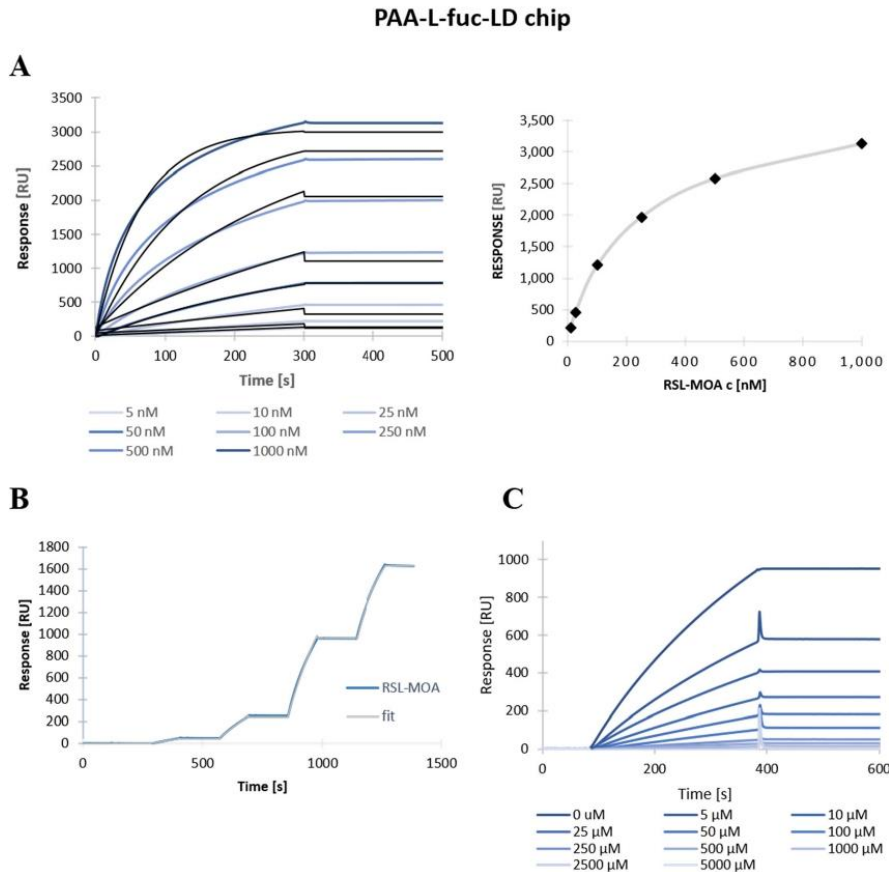 PAA-L-fuc-LD chip
A
3500
3000
2500
2000
1500
1000
500
0
Response [RU]
0 100 200 300 400 500
Time [s]
5 nM 10 nM 25 nM
50 nM 100 nM 250 nM
500 nM 1000 nM
3,500
3,000
2,500
2,000
1,500
1,000
500
0
RESPONSE [RU]
0 200 400 600 800 1,000
RSL-MOA c [nM]
B
1800
1600
1400
1200
1000
800
600
400
200
0
Response [RU]
RSL-MOA
fit
0 500 1000 1500
Time [s]
C
1000
800
600
400
200
0
Response [RU]
0 200 400 600
Time [s]
0 uM 5 µM 10 µM
25 µM 50 µM 100 µM
250 µM 500 µM 1000 µM
2500 µM 5000 µM